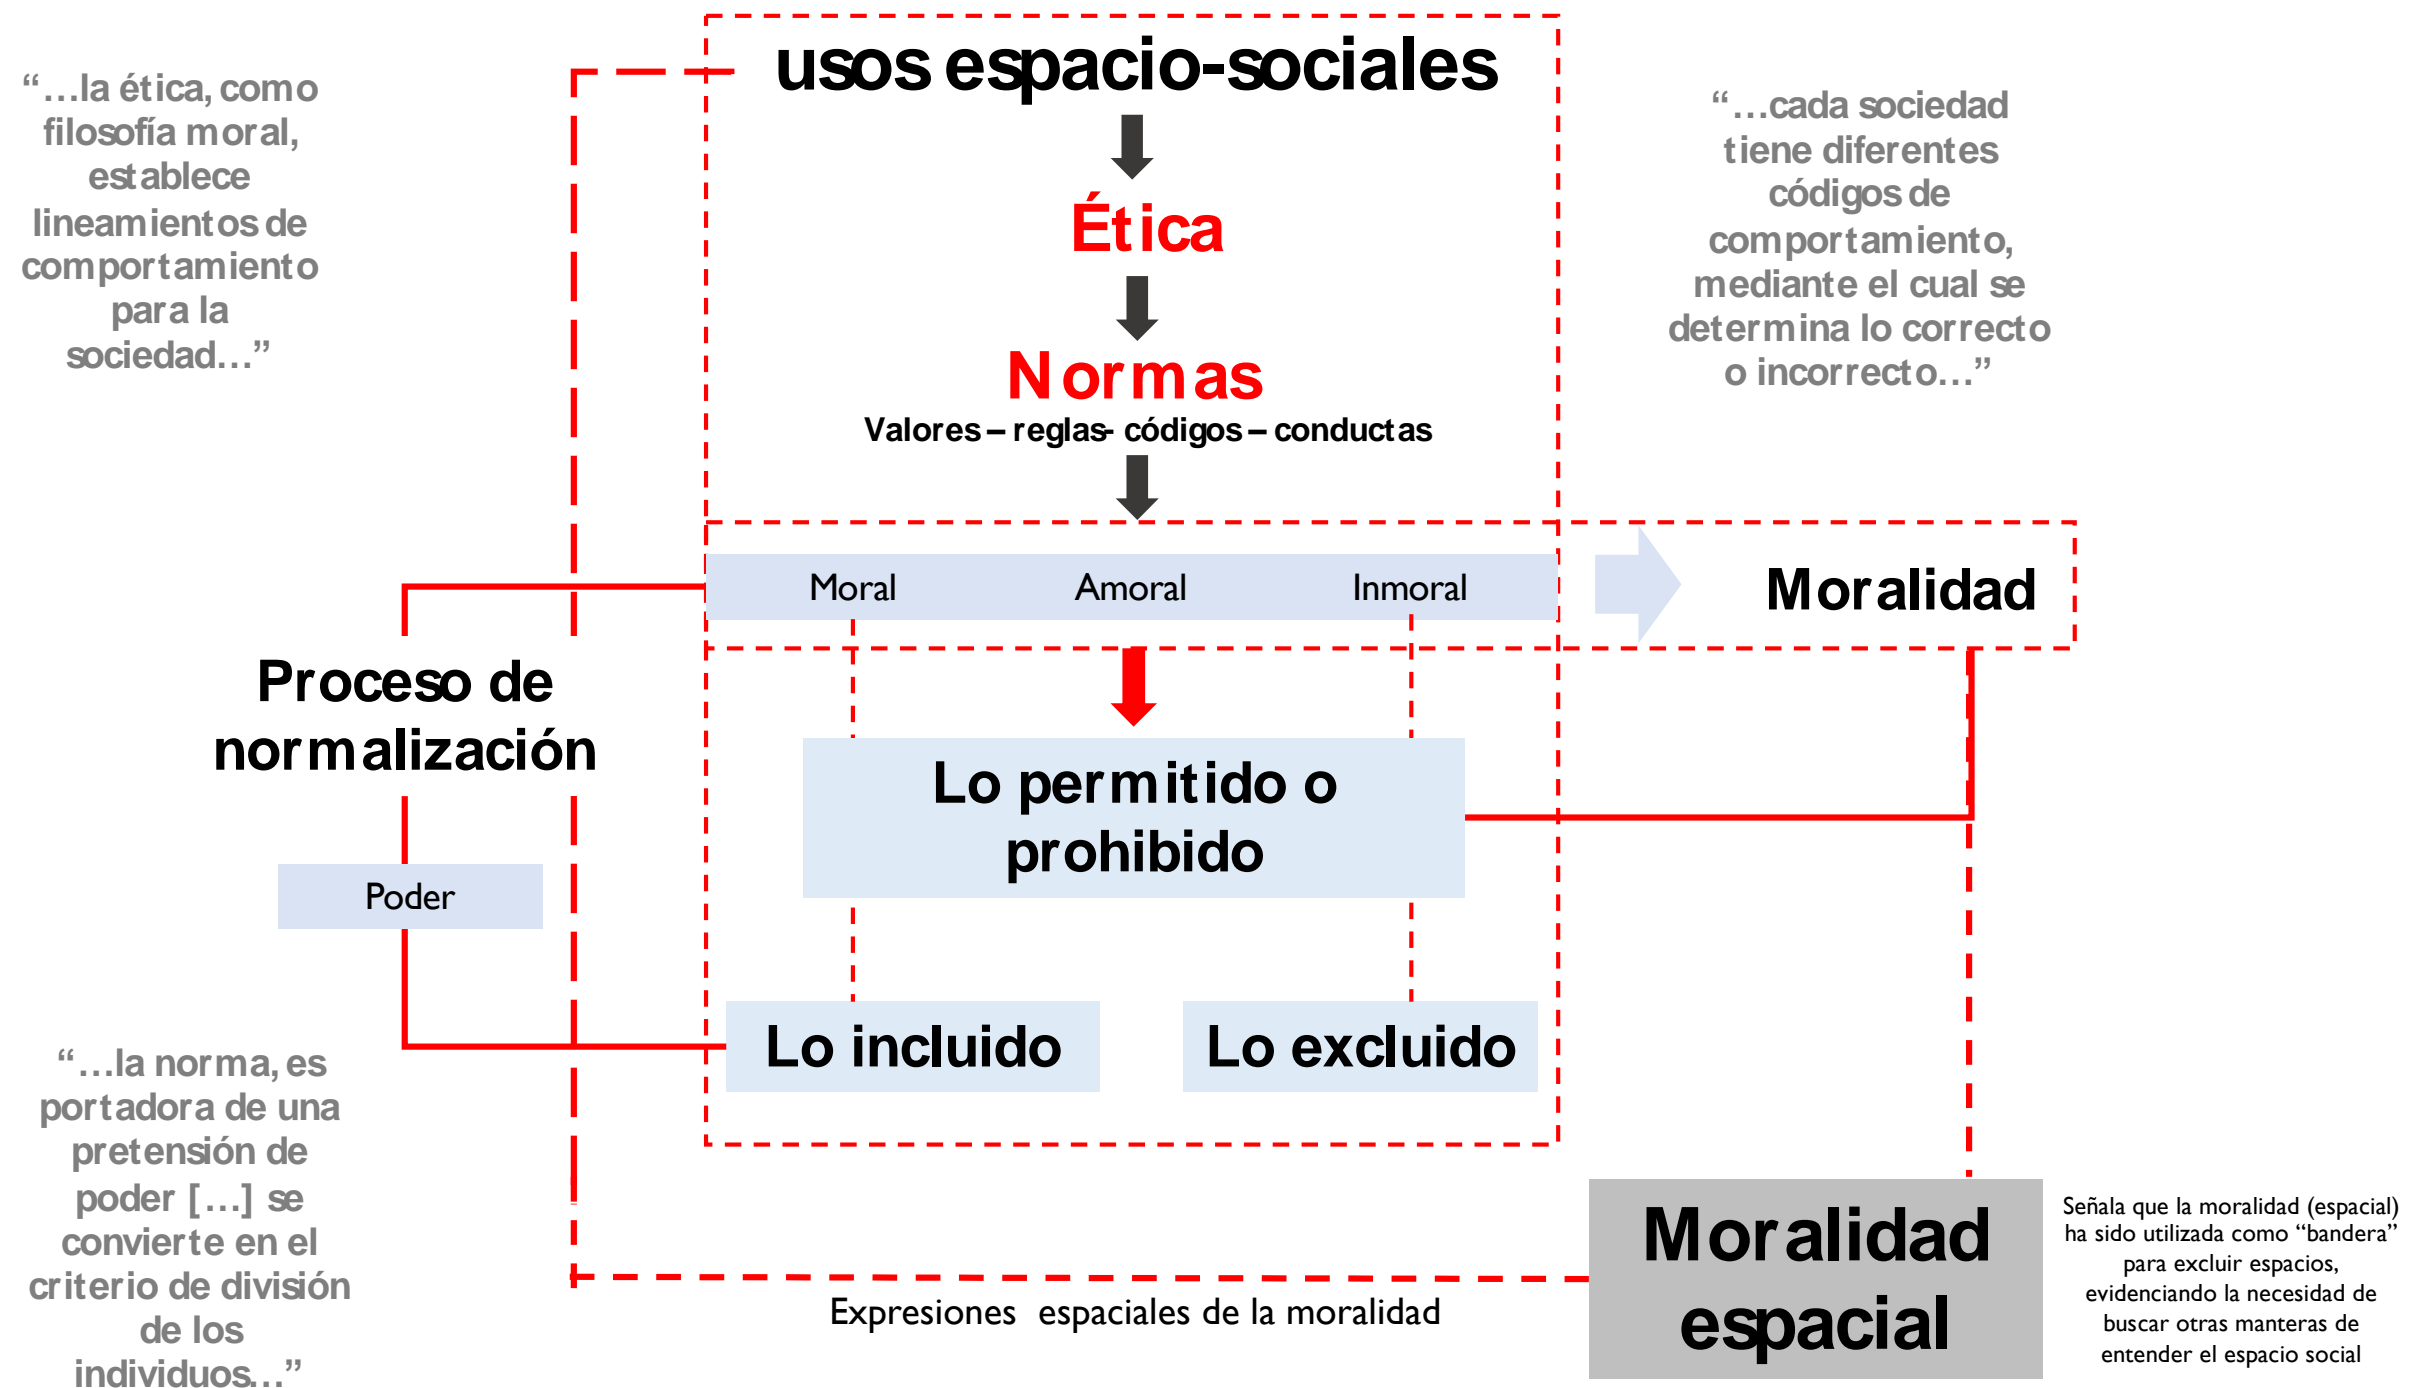 usos espacio-sociales
“…la ética, como
filosofía moral,
establece
lineamientos de
comportamiento
para la
sociedad…”
“…cada sociedad
tiene diferentes
códigos de
comportamiento,
mediante el cual se
determina lo correcto
o incorrecto…”
Ética
Normas
Valores – reglas- códigos – conductas
Moral Amoral Inmoral
Moralidad
Proceso de
normalización
Lo permitido o
prohibido
Poder
Lo incluido
Lo excluido
“…la norma, es
portadora de una
pretensión de
poder […] se
convierte en el
criterio de división
de los
individuos…”
Expresiones espaciales de la moralidad
Moralidad
espacial
Señala que la moralidad (espacial)
ha sido utilizada como “bandera”
para excluir espacios,
evidenciando la necesidad de
buscar otras manteras de
entender el espacio social